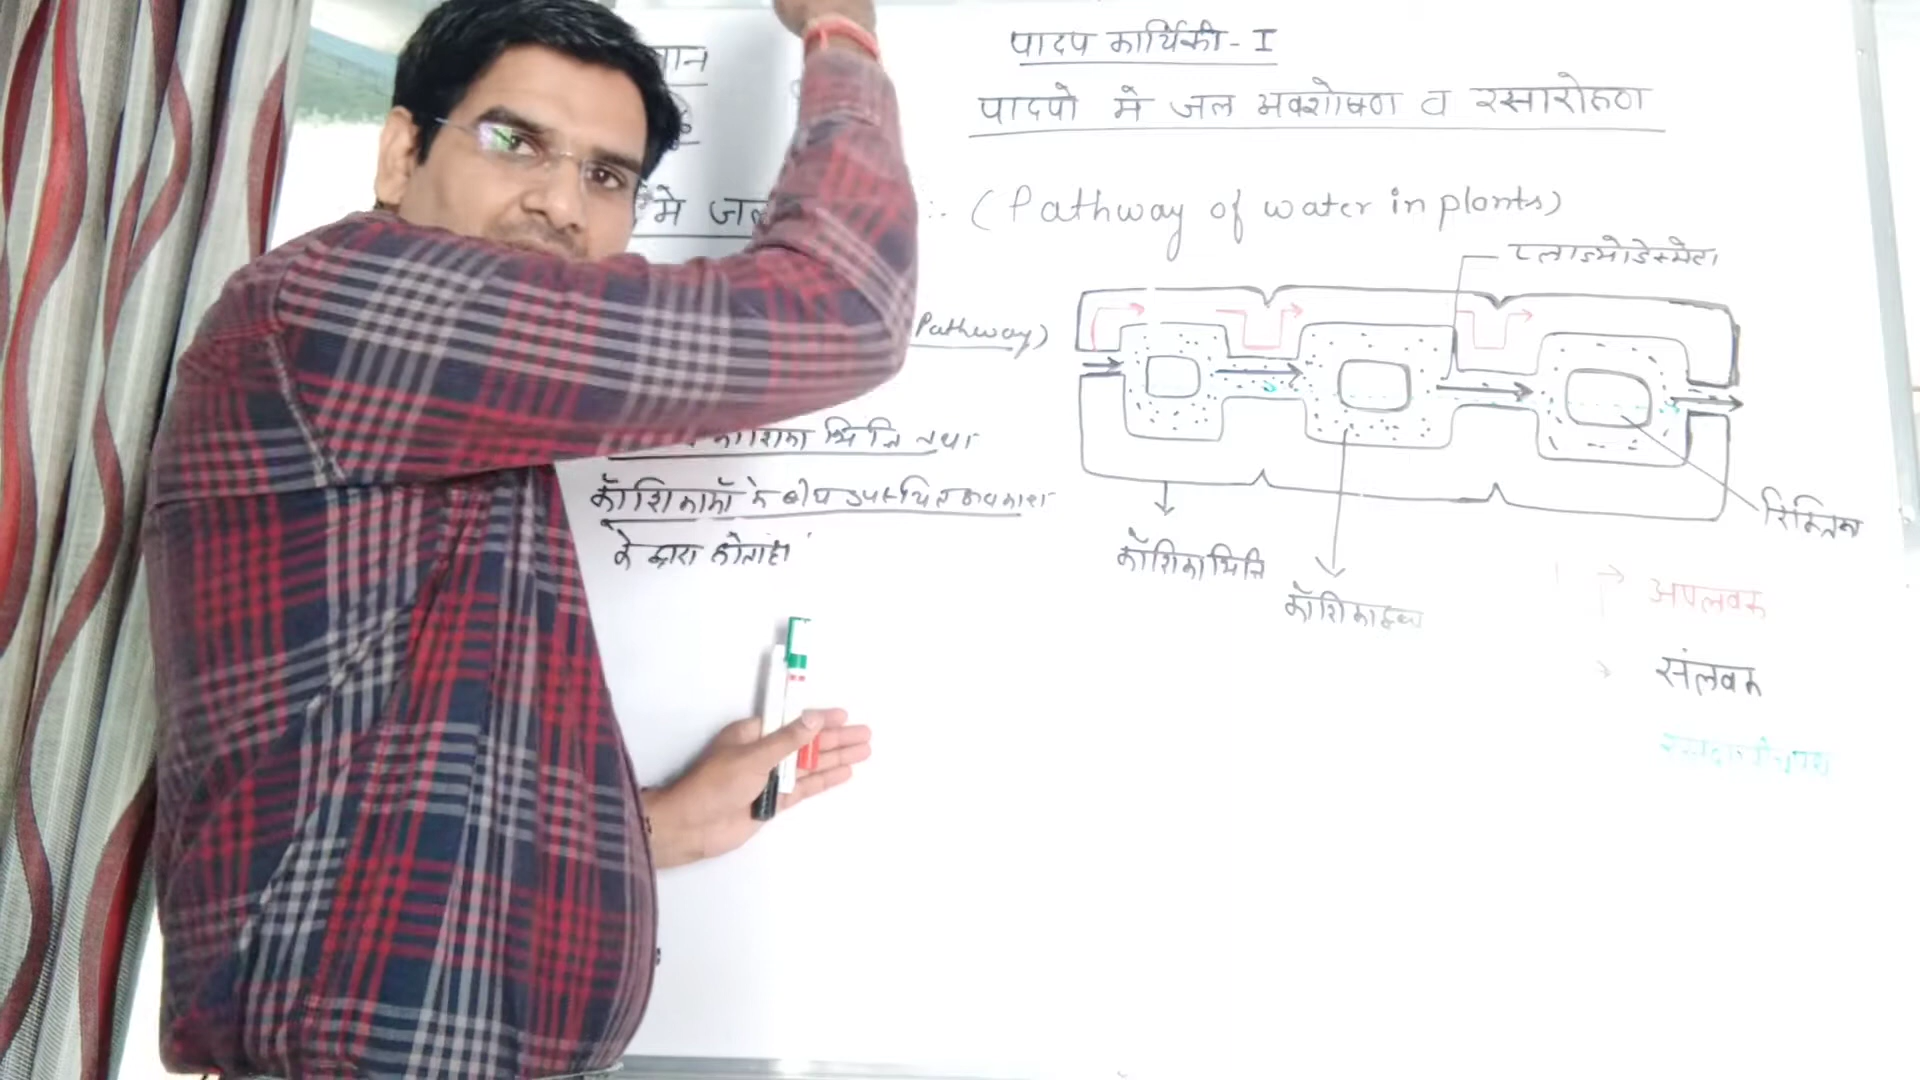 पादप कार्यिकी - I
पादपो मे जल अवशोषण व रसारोहण
मे जल
(Pathway of water in plants)
प्लाज्मोडेस्मेटा
Pathway)
कोशिका भित्ति तथा
कोशिकाओं के बीच उपस्थित अवकाश
के द्वारा होता है।
रिक्तिका
कोशिका भित्ति
कोशिका द्रव्य
अपलवक
संलवक